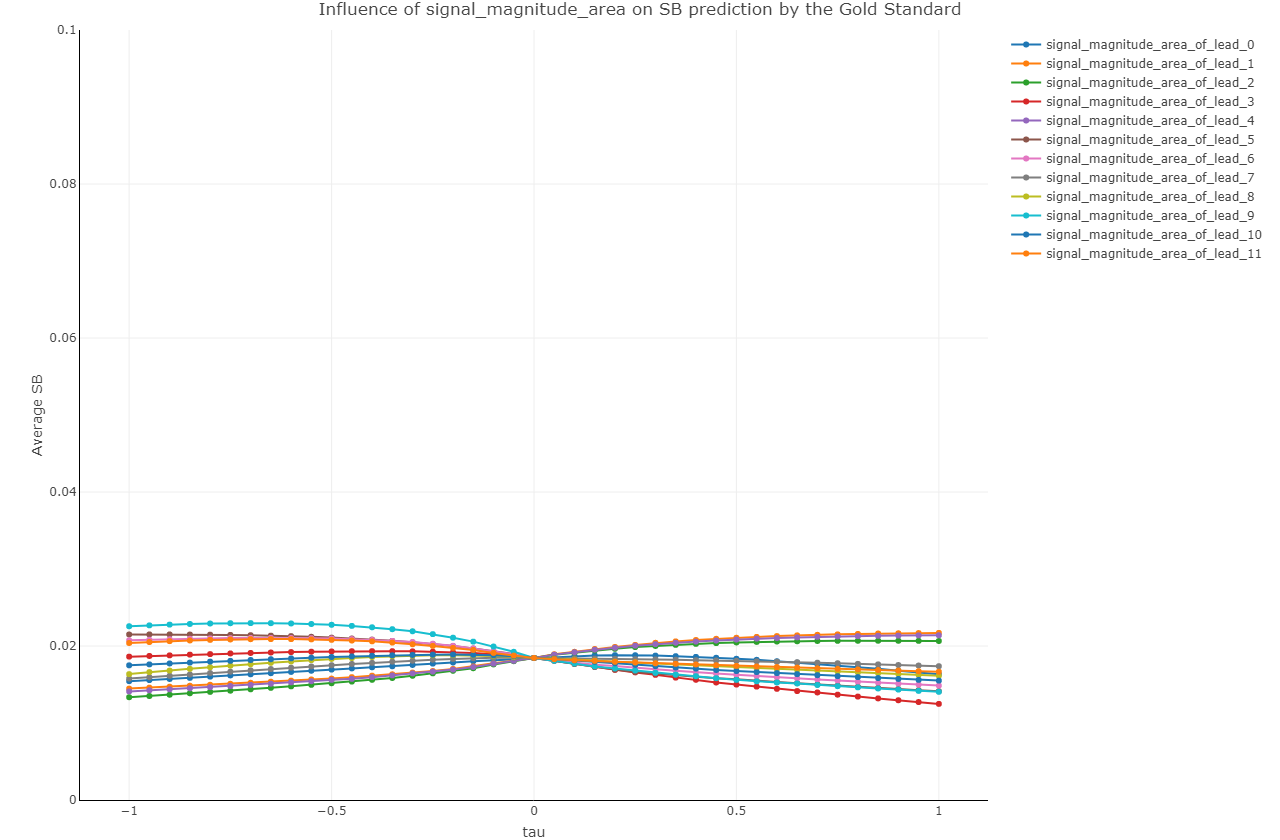 Influence of signal_magnitude_area on SB prediction by the Gold Standard
signal_magnitude_area_of_lead_0
signal_magnitude_area_of_lead_1
signal_magnitude_area_of_lead_2
signal_magnitude_area_of_lead_3
signal_magnitude_area_of_lead_4
signal_magnitude_area_of_lead_5
signal_magnitude_area_of_lead_6
signal_magnitude_area_of_lead_7
signal_magnitude_area_of_lead_8
signal_magnitude_area_of_lead_9
signal_magnitude_area_of_lead_10
signal_magnitude_area_of_lead_11
Average SB
0.1
0.08
0.06
0.04
0.02
0
−1
−0.5
0
0.5
1
tau